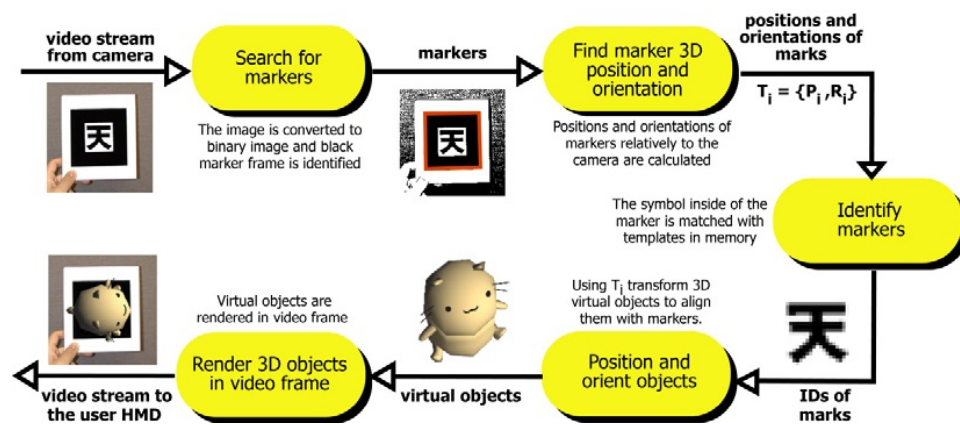 video stream
from camera
Search for
markers
The image is converted to
binary image and black
marker frame is identified
天
markers
天
Find marker 3D
position and
orientation
Positions and orientations of
markers relatively to the
camera are calculated
positions and
orientations of
marks
Ti = {Pi ,Ri}
The symbol inside of the
marker is matched with
templates in memory
Identify
markers
天
IDs of
marks
Using Ti transform 3D
virtual objects to align
them with markers.
Position and
orient objects
virtual objects
Virtual objects are
rendered in video frame
Render 3D objects
in video frame
video stream to
the user HMD